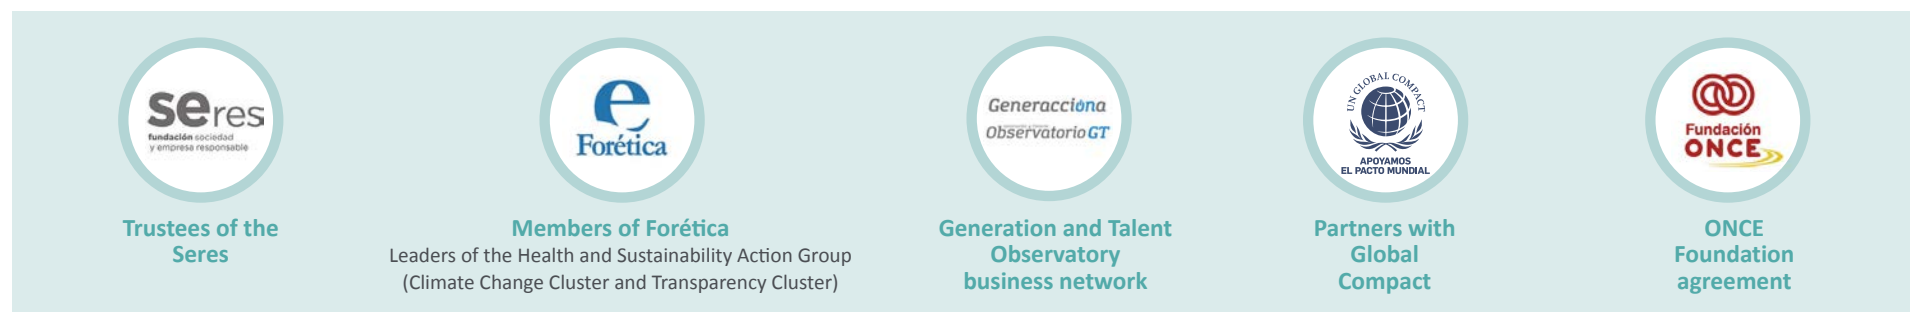 seres
fundación sociedad
y empresa responsable
Trustees of the
Seres
e
Forética
Members of Forética
Leaders of the Health and Sustainability Action Group
(Climate Change Cluster and Transparency Cluster)
Generacciona
Observatorio GT
Generation and Talent
Observatory
business network
UN GLOBAL COMPACT
APOYAMOS
EL PACTO MUNDIAL
Partners with
Global
Compact
Fundación
ONCE
ONCE
Foundation
agreement